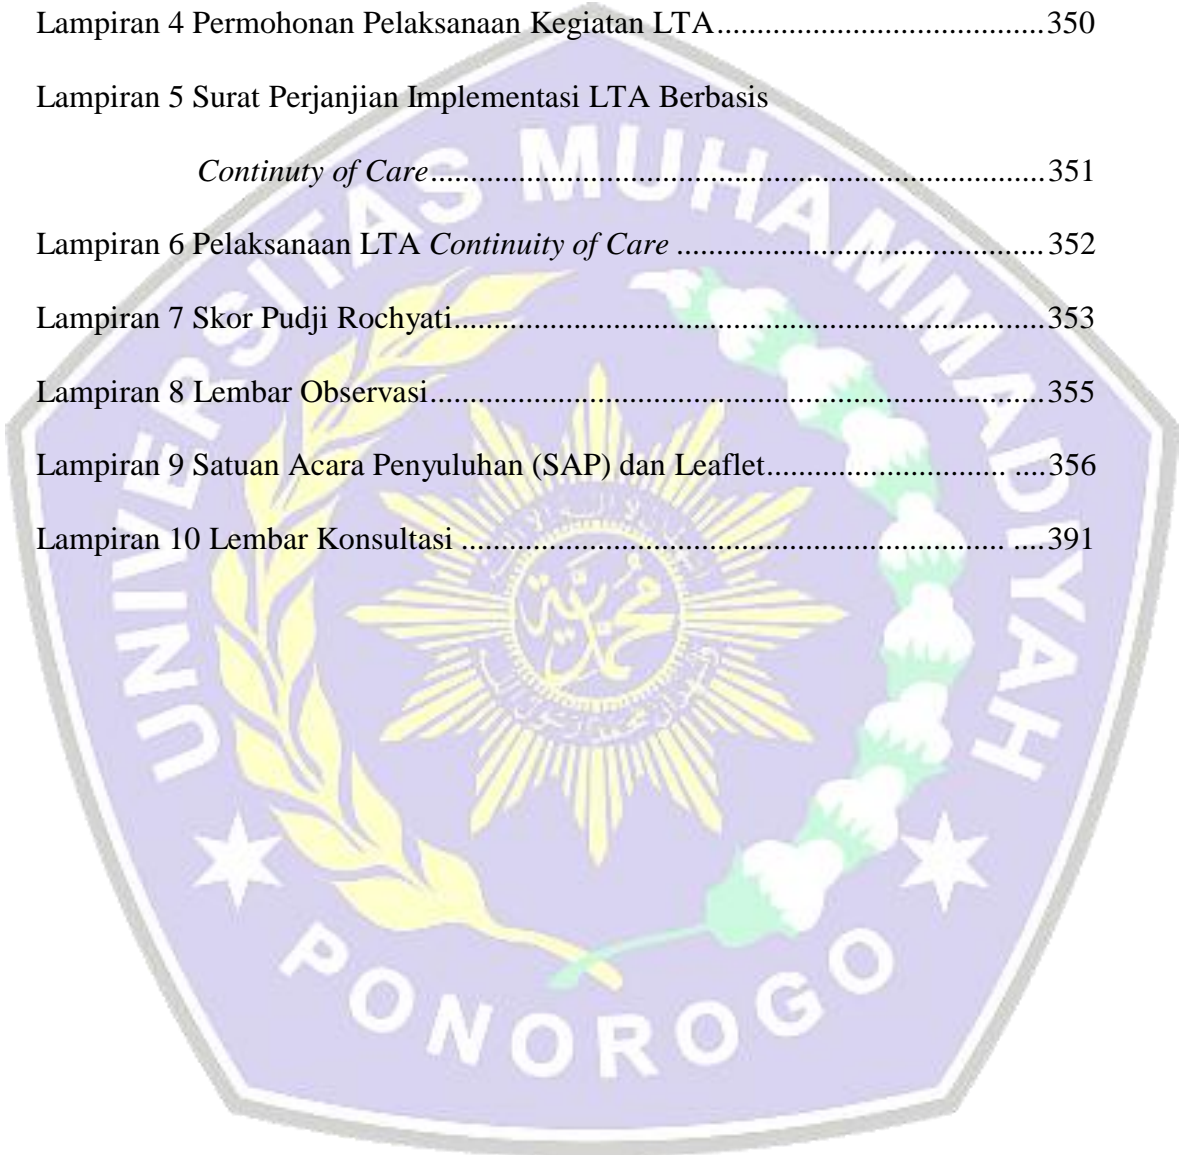 Lampiran 4 Permohonan Pelaksanaan Kegiatan LTA.........................................350
Lampiran 5 Surat Perjanjian Implementasi LTA Berbasis
Continuty of Care............................................................................351
Lampiran 6 Pelaksanaan LTA Continuity of Care ..............................................352
Lampiran 7 Skor Pudji Rochyati..........................................................................353
Lampiran 8 Lembar Observasi.............................................................................355
Lampiran 9 Satuan Acara Penyuluhan (SAP) dan Leaflet.............................. ....356
Lampiran 10 Lembar Konsultasi .................................................................... ....391
UNIVERSITAS MUHAMMADIYAH
PONOROGO